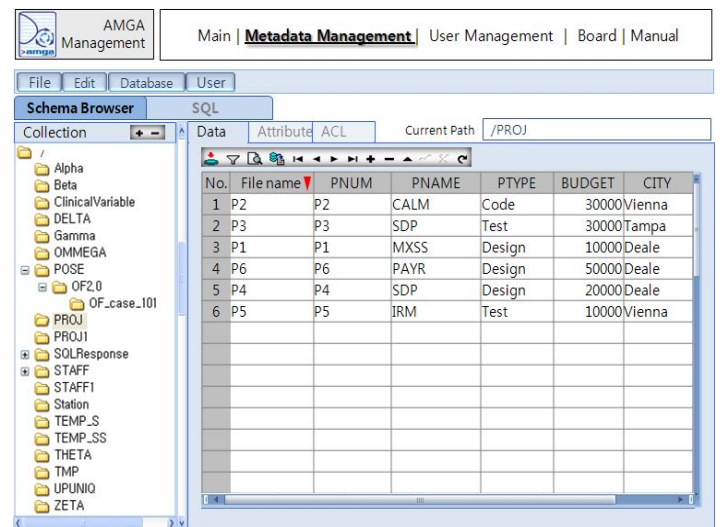 AMGA
Management
>amga
Main | Metadata Management | User Management | Board | Manual
File Edit Database User
Schema Browser SQL
Collection + −
Data Attribute ACL Current Path /PROJ
/
Alpha
Beta
ClinicalVariable
DELTA
Gamma
OMMEGA
POSE
OF2,0
OF_case_101
PROJ
PROJ1
SQLResponse
STAFF
STAFF1
Station
TEMP_S
TEMP_SS
THETA
TMP
UPUNIQ
ZETA
No. File name PNUM PNAME PTYPE BUDGET CITY
1 P2 P2 CALM Code 30000 Vienna
2 P3 P3 SDP Test 30000 Tampa
3 P1 P1 MXSS Design 10000 Deale
4 P6 P6 PAYR Design 50000 Deale
5 P4 P4 SDP Design 20000 Deale
6 P5 P5 IRM Test 10000 Vienna